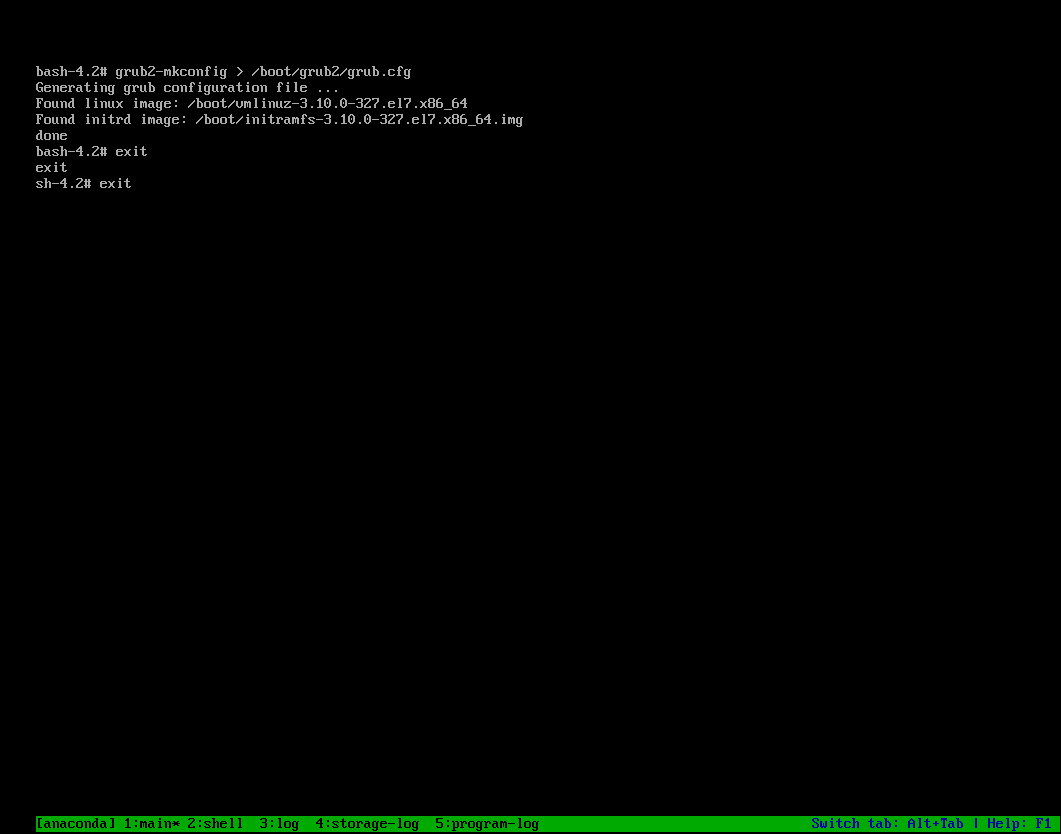 bash-4.2# grub2-mkconfig > /boot/grub2/grub.cfg
Generating grub configuration file ...
Found linux image: /boot/vmlinuz-3.10.0-327.el7.x86_64
Found initrd image: /boot/initramfs-3.10.0-327.el7.x86_64.img
done
bash-4.2# exit
exit
sh-4.2# exit
[anaconda] 1:main* 2:shell  3:log  4:storage-log  5:program-log Switch tab: Alt+Tab | Help: F1